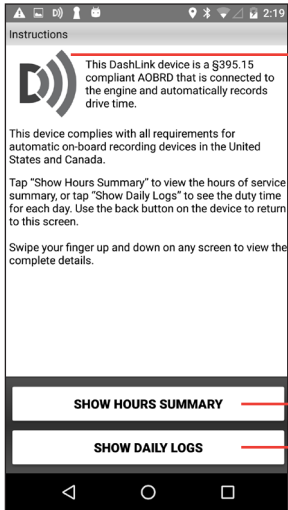 D)) 2:19
Instructions
This DashLink device is a §395.15
compliant AOBRD that is connected to
the engine and automatically records
drive time.
This device complies with all requirements for
automatic on-board recording devices in the United
States and Canada.
Tap "Show Hours Summary" to view the hours of service
summary, or tap "Show Daily Logs" to see the duty time
for each day. Use the back button on the device to return
to this screen.
Swipe your finger up and down on any screen to view the
complete details.
SHOW HOURS SUMMARY
SHOW DAILY LOGS